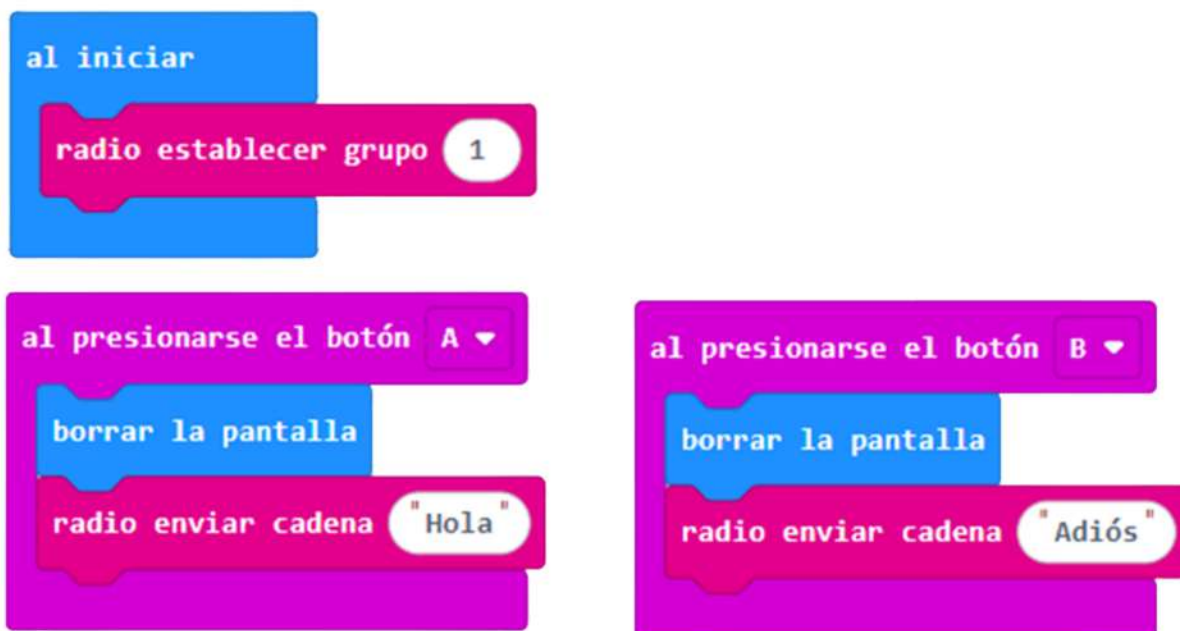 al iniciar
radio establecer grupo 1
al presionarse el botón A
borrar la pantalla
radio enviar cadena "Hola"
al presionarse el botón B
borrar la pantalla
radio enviar cadena "Adiós"